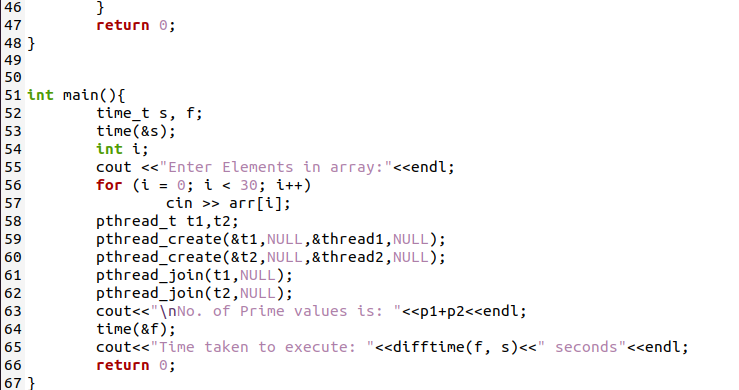 46         }
47         return 0;
48 }
49
50
51 int main(){
52         time_t s, f;
53         time(&s);
54         int i;
55         cout <<"Enter Elements in array:"<<endl;
56         for (i = 0; i < 30; i++)
57                 cin >> arr[i];
58         pthread_t t1,t2;
59         pthread_create(&t1,NULL,&thread1,NULL);
60         pthread_create(&t2,NULL,&thread2,NULL);
61         pthread_join(t1,NULL);
62         pthread_join(t2,NULL);
63         cout<<"\nNo. of Prime values is: "<<p1+p2<<endl;
64         time(&f);
65         cout<<"Time taken to execute: "<<difftime(f, s)<<" seconds"<<endl;
66         return 0;
67 }